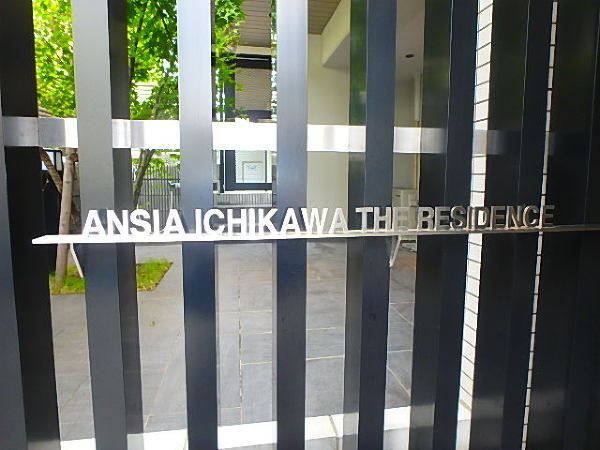 ANSIA ICHIKAWA THE RESIDENCE